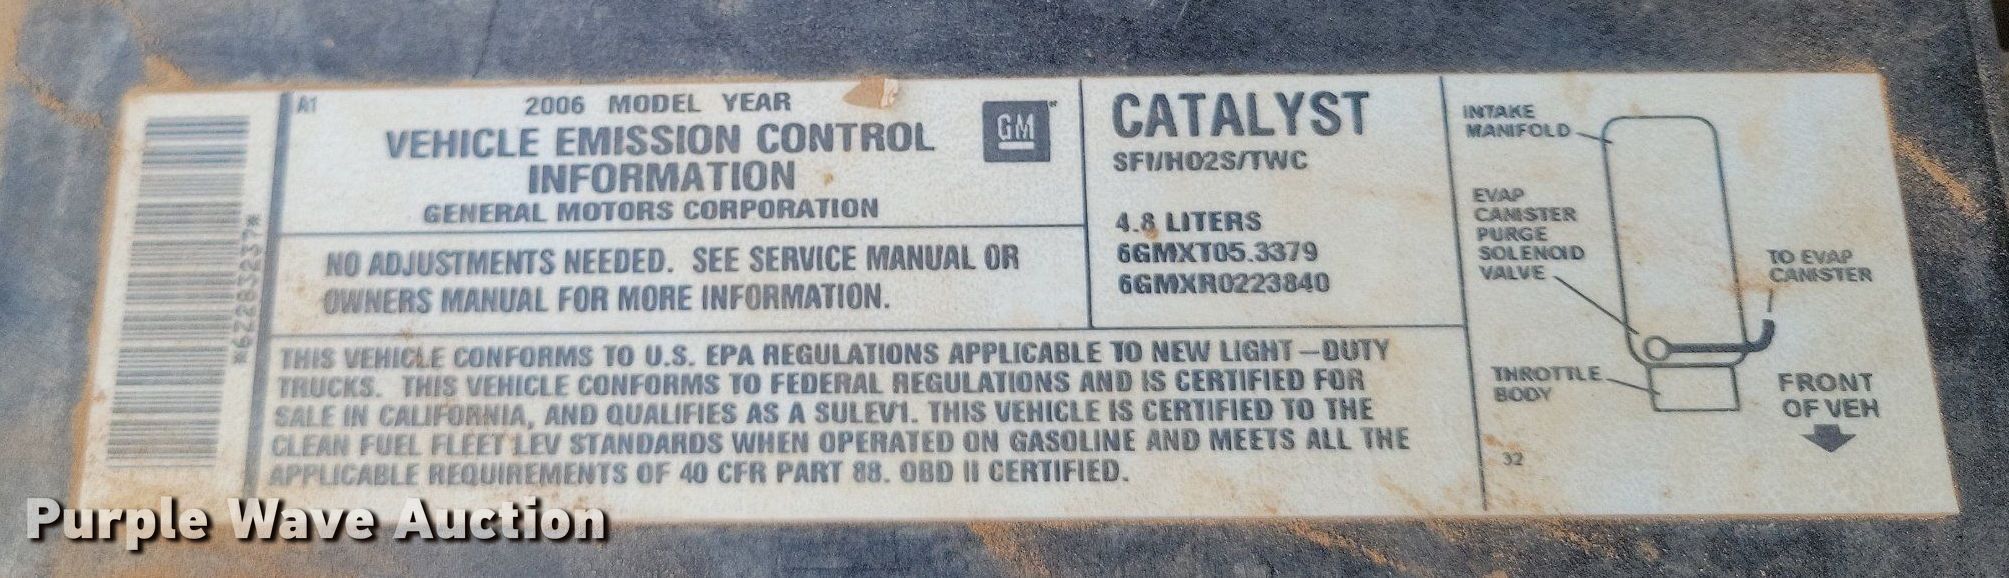 *67283237*
A1
2006 MODEL YEAR
VEHICLE EMISSION CONTROL
INFORMATION
GENERAL MOTORS CORPORATION
GM
NO ADJUSTMENTS NEEDED. SEE SERVICE MANUAL OR
OWNERS MANUAL FOR MORE INFORMATION.
CATALYST
SFI/HO2S/TWC
4.8 LITERS
6GMXT05.3379
6GMXR0223840
THIS VEHICLE CONFORMS TO U.S. EPA REGULATIONS APPLICABLE TO NEW LIGHT-DUTY
TRUCKS. THIS VEHICLE CONFORMS TO FEDERAL REGULATIONS AND IS CERTIFIED FOR
SALE IN CALIFORNIA, AND QUALIFIES AS A SULEV1. THIS VEHICLE IS CERTIFIED TO THE
CLEAN FUEL FLEET LEV STANDARDS WHEN OPERATED ON GASOLINE AND MEETS ALL THE
APPLICABLE REQUIREMENTS OF 40 CFR PART 88. OBD II CERTIFIED.
INTAKE
MANIFOLD
EVAP
CANISTER
PURGE
SOLENOID
VALVE
TO EVAP
CANISTER
THROTTLE
BODY
FRONT
OF VEH
32
Purple Wave Auction